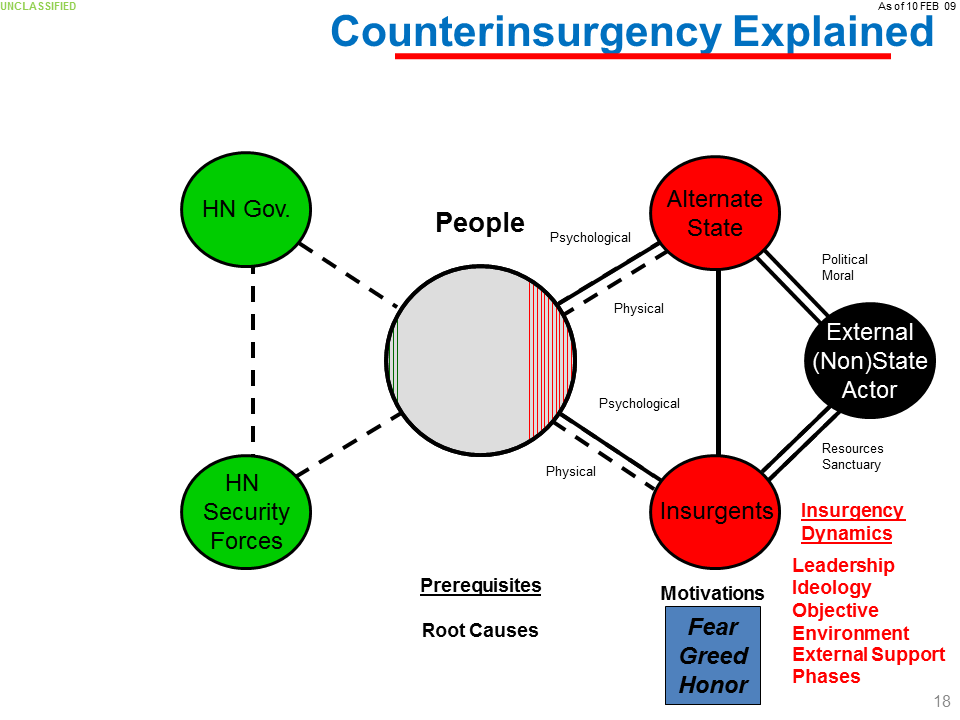 UNCLASSIFIED
As of 10 FEB 09
Counterinsurgency Explained
HN Gov.
People
Alternate
State
Psychological
Physical
Political
Moral
External
(Non)State
Actor
Psychological
Physical
Resources
Sanctuary
HN
Security
Forces
Insurgents
Insurgency
Dynamics
Leadership
Ideology
Objective
Environment
External Support
Phases
Prerequisites
Root Causes
Motivations
Fear
Greed
Honor
18